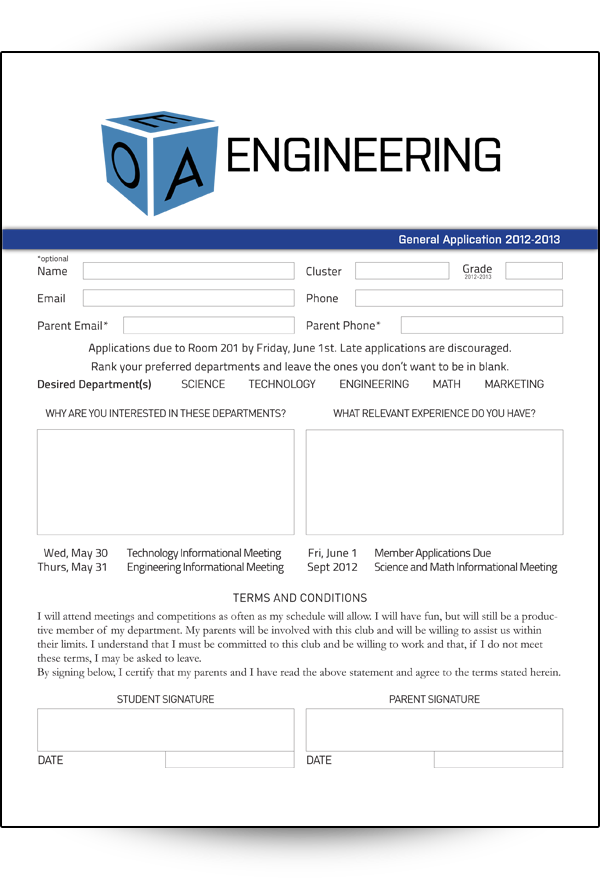 E
O A
ENGINEERING
General Application 2012-2013
*optional
Name Cluster Grade
2012-2013
Email Phone
Parent Email* Parent Phone*
Applications due to Room 201 by Friday, June 1st. Late applications are discouraged.
Rank your preferred departments and leave the ones you don't want to be in blank.
Desired Department(s) SCIENCE TECHNOLOGY ENGINEERING MATH MARKETING
WHY ARE YOU INTERESTED IN THESE DEPARTMENTS? WHAT RELEVANT EXPERIENCE DO YOU HAVE?
Wed, May 30 Technology Informational Meeting Fri, June 1 Member Applications Due
Thurs, May 31 Engineering Informational Meeting Sept 2012 Science and Math Informational Meeting
TERMS AND CONDITIONS
I will attend meetings and competitions as often as my schedule will allow. I will have fun, but will still be a produc-
tive member of my department. My parents will be involved with this club and will be willing to assist us within
their limits. I understand that I must be committed to this club and be willing to work and that, if I do not meet
these terms, I may be asked to leave.
By signing below, I certify that my parents and I have read the above statement and agree to the terms stated herein.
STUDENT SIGNATURE PARENT SIGNATURE
DATE DATE